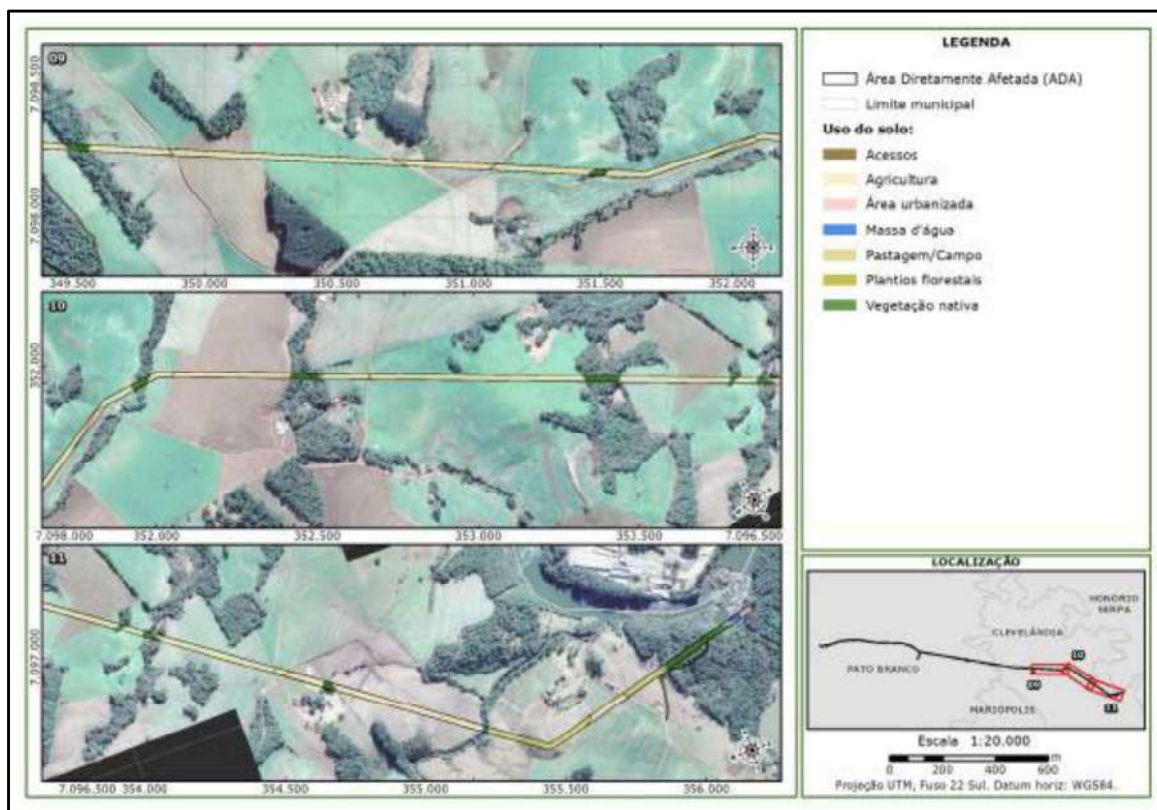 09
7.098.500
7.098.000
349.500 350.000 350.500 351.000 351.500 352.000
10
352.000
7.098.000 352.000 352.500 353.000 353.500 7.096.500
11
7.097.000
7.096.500 354.000 354.500 355.000 355.500 356.000
LEGENDA
Área Diretamente Afetada (ADA)
Limite municipal
Uso do solo:
Acessos
Agricultura
Área urbanizada
Massa d'água
Pastagem/Campo
Plantios florestais
Vegetação nativa
LOCALIZAÇÃO
HONÓRIO
SERPA
CLEVELÂNDIA
10
PATO BRANCO
09
11
MARIÓPOLIS
Escala 1:20.000
0 200 400 600 m
Projeção UTM, Fuso 22 Sul. Datum horiz: WGS84.